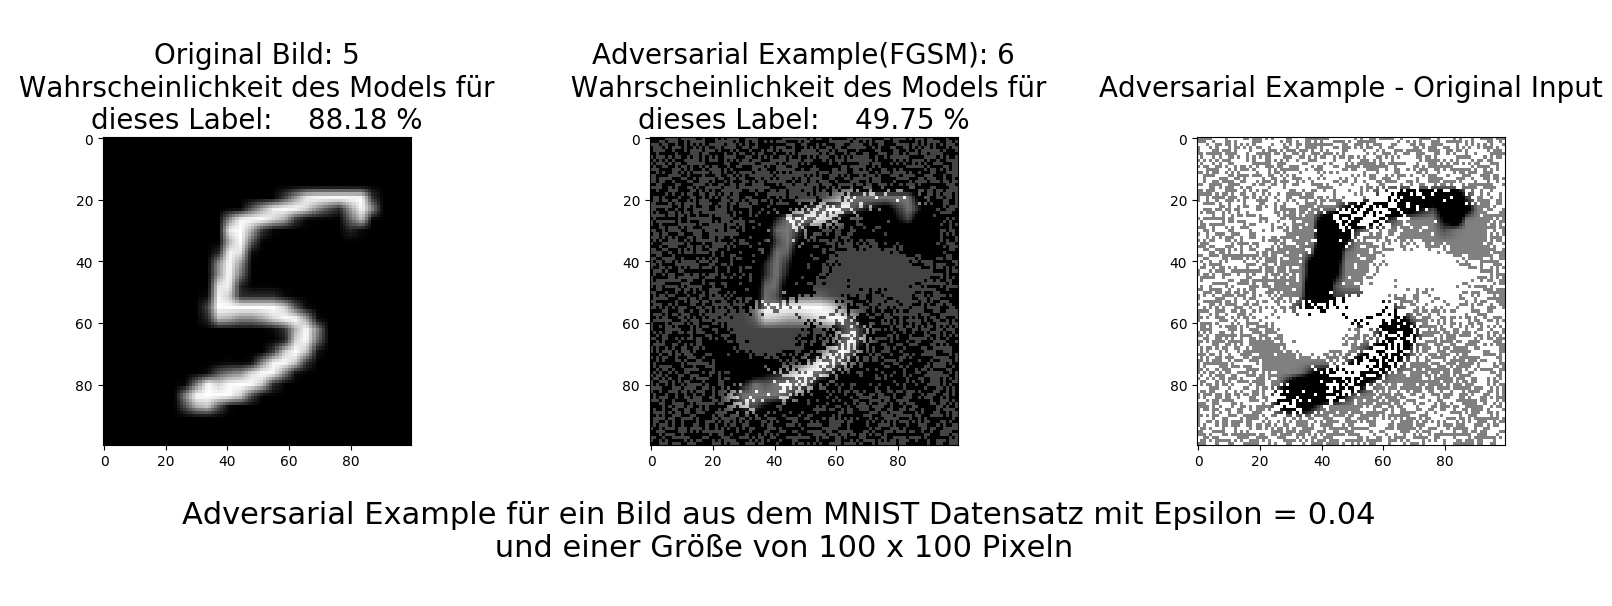 Original Bild: 5
Wahrscheinlichkeit des Models für
dieses Label: 88.18 %
Adversarial Example(FGSM): 6
Wahrscheinlichkeit des Models für
dieses Label: 49.75 %
Adversarial Example - Original Input
0
20
40
60
80
0 20 40 60 80
0
20
40
60
80
0 20 40 60 80
0
20
40
60
80
0 20 40 60 80
5
5
Adversarial Example für ein Bild aus dem MNIST Datensatz mit Epsilon = 0.04
und einer Größe von 100 x 100 Pixeln